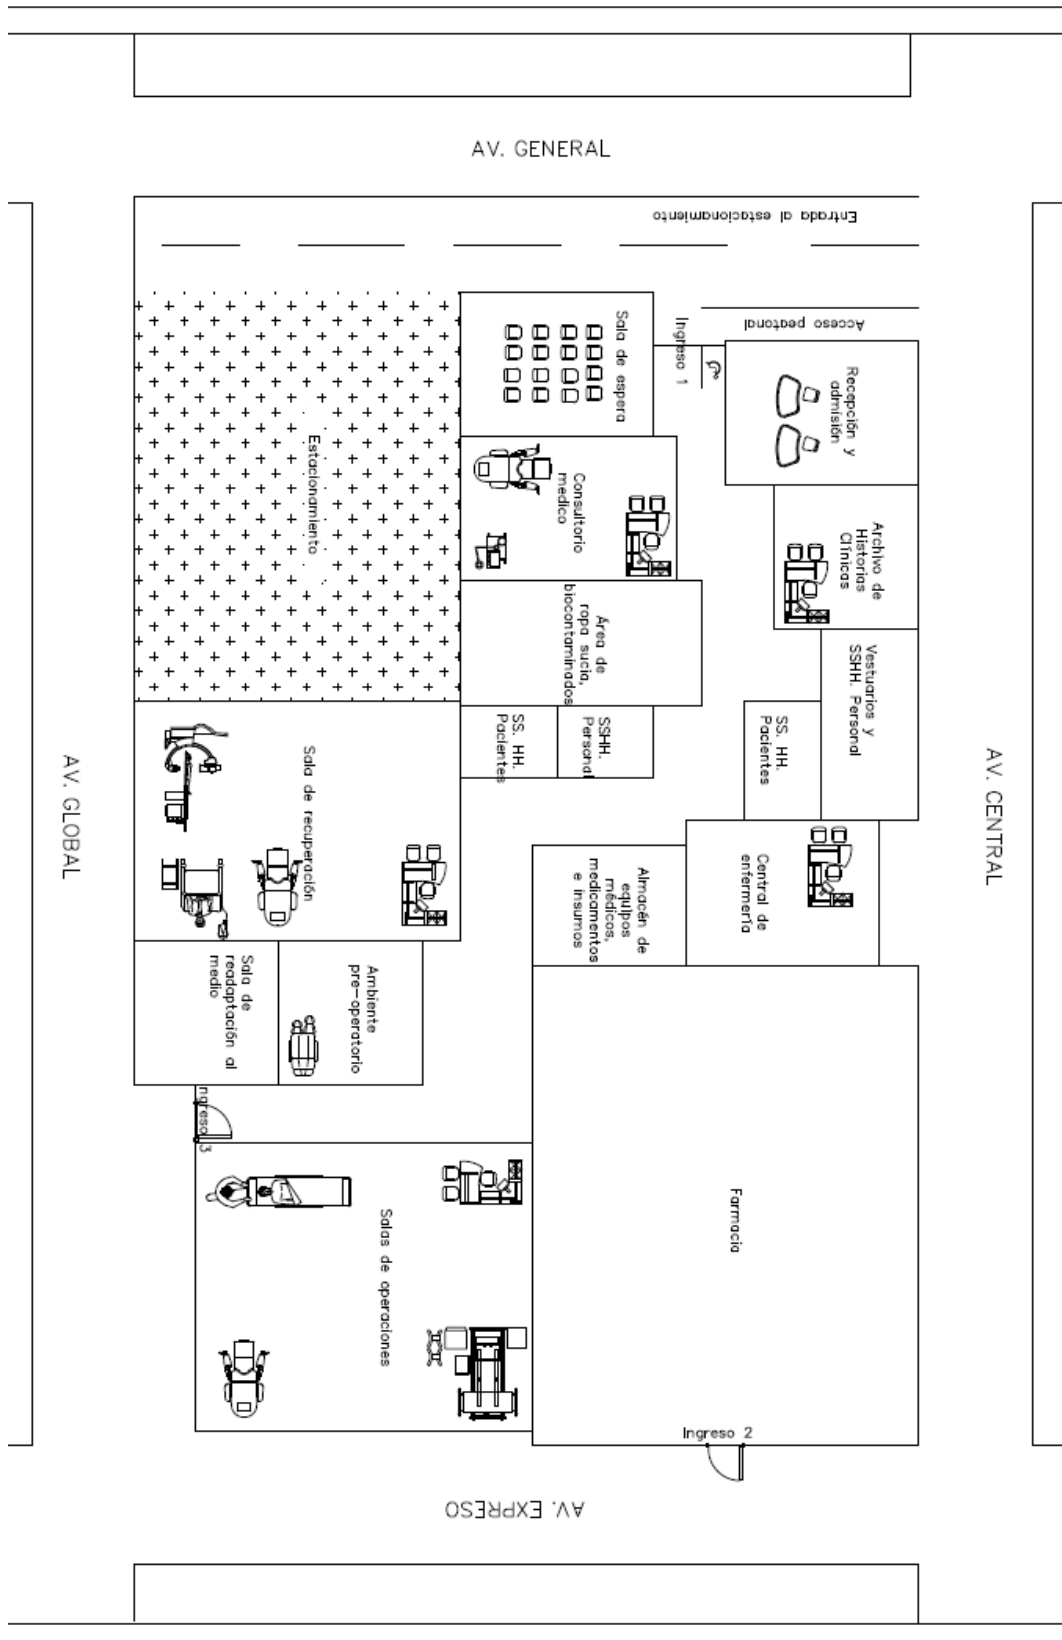 AV. GENERAL
Entrada al estacionamiento
Acceso peatonal
Ingreso 1
Sala de espera
Recepción y
admisión
Estacionamiento
Consultorio
medico
Archivo de
Historias
Clínicas
Área de
ropa sucia,
biocontaminados
Vestuarios y
SSHH. Personal
SS. HH.
Pacientes
SSHH.
Personal
SS. HH.
Pacientes
AV. GLOBAL
AV. CENTRAL
Sala de recuperación
Almacén de
equipos
médicos,
medicamentos
e insumos
Central de
enfermería
Sala de
readaptación al
medio
Ambiente
pre-operatorio
Ingreso 3
Salas de operaciones
Farmacia
Ingreso 2
AV. EXPRESO